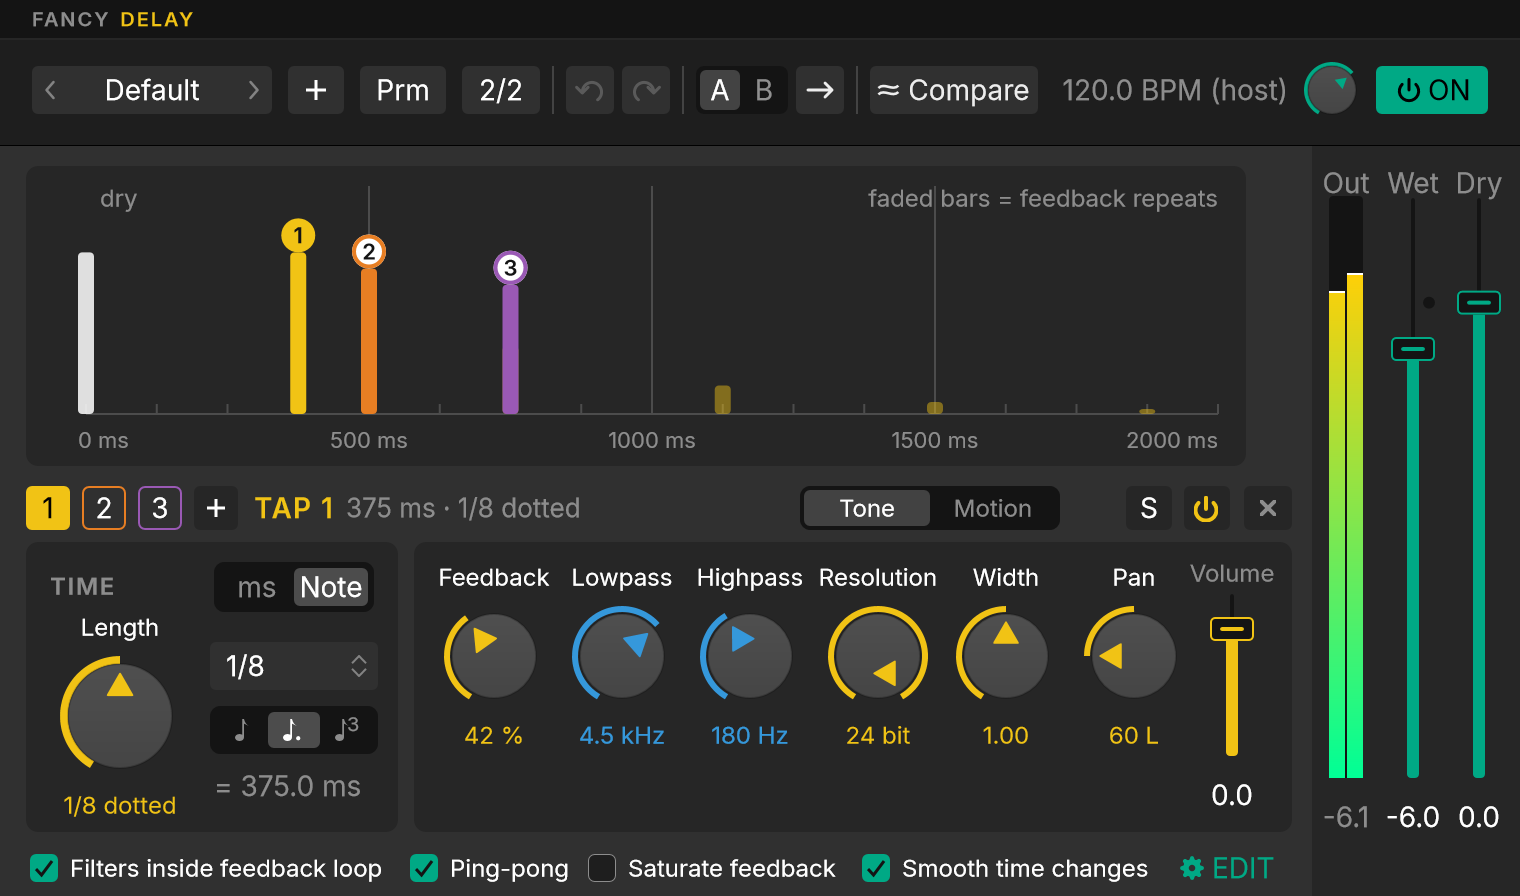 FANCY DELAY
Default + Prm 2/2 A B → ≈ Compare 120.0 BPM (host) ON
dry
faded bars = feedback repeats
1
2
3
0 ms 500 ms 1000 ms 1500 ms 2000 ms
1 2 3 + TAP 1 375 ms · 1/8 dotted Tone Motion S ×
TIME ms Note
Length
1/8
3
= 375.0 ms
1/8 dotted
Feedback Lowpass Highpass Resolution Width Pan Volume
42 % 4.5 kHz 180 Hz 24 bit 1.00 60 L
0.0
Filters inside feedback loop Ping-pong Saturate feedback Smooth time changes EDIT
Out Wet Dry
-6.1 -6.0 0.0